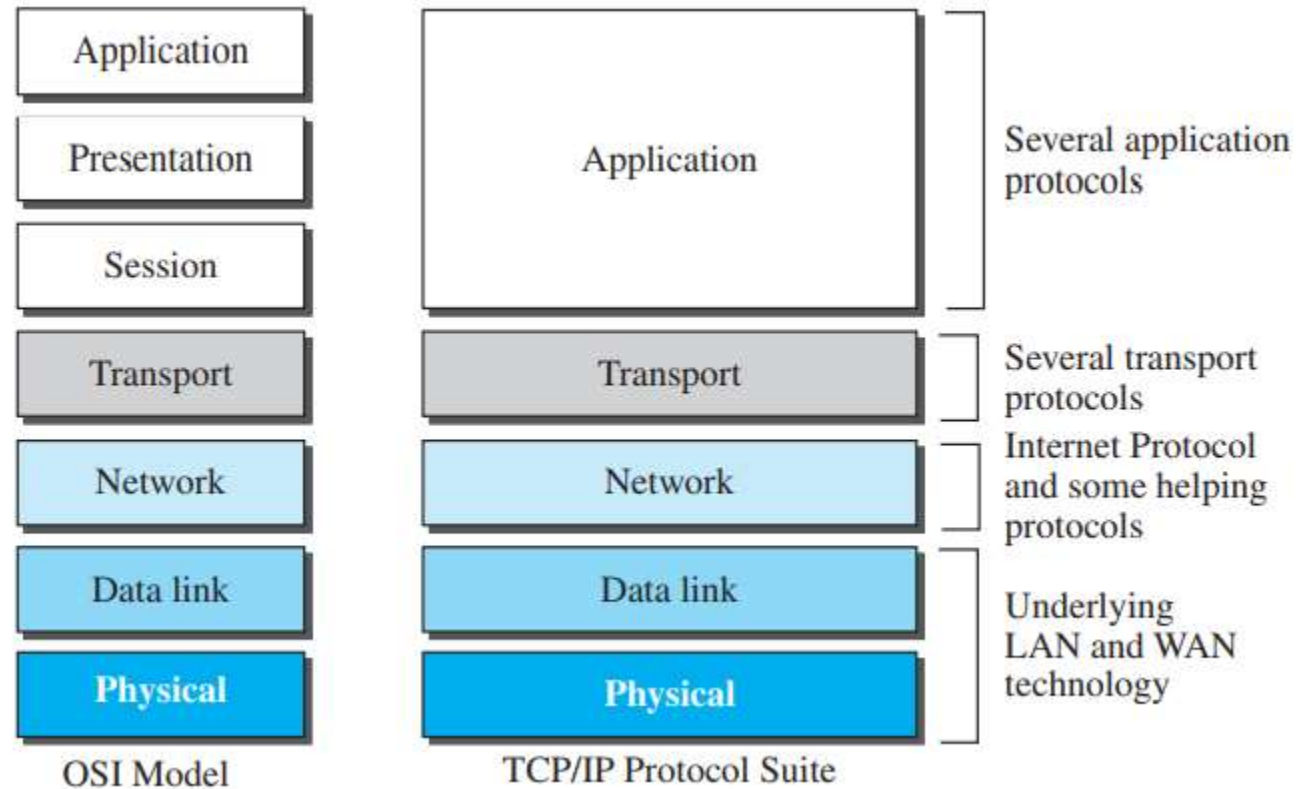 Application
Presentation
Session
Transport
Network
Data link
Physical
OSI Model
Application
Transport
Network
Data link
Physical
TCP/IP Protocol Suite
Several application
protocols
Several transport
protocols
Internet Protocol
and some helping
protocols
Underlying
LAN and WAN
technology